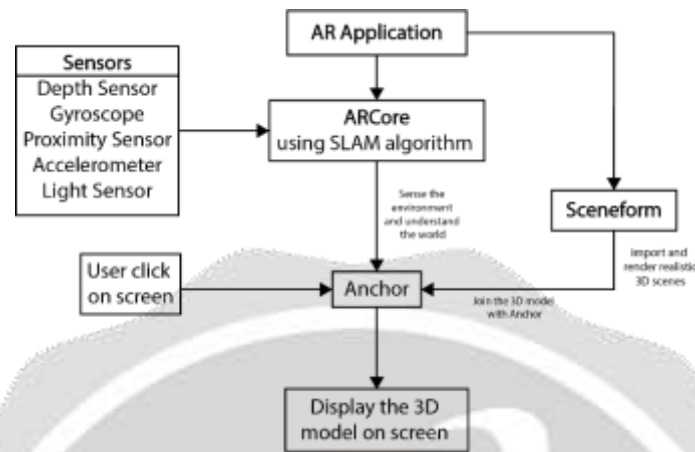 AR Application
Sensors
Depth Sensor
Gyroscope
Proximity Sensor
Accelerometer
Light Sensor
ARCore
using SLAM algorithm
Sense the
environment
and understand
the world
Sceneform
Import and
render realistic
3D scenes
User click
on screen
Anchor
Join the 3D model
with Anchor
Display the 3D
model on screen